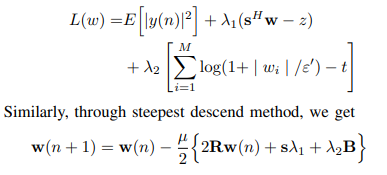 L(w) =E[|y(n)|²] + λ₁(sᴴw − z)
+ λ₂ [∑ᵢ₌₁ᴹ log(1+ | wᵢ | /ε′) − t]
Similarly, through steepest descend method, we get
w(n + 1) = w(n) − μ/2 {2Rw(n) + sλ₁ + λ₂B}